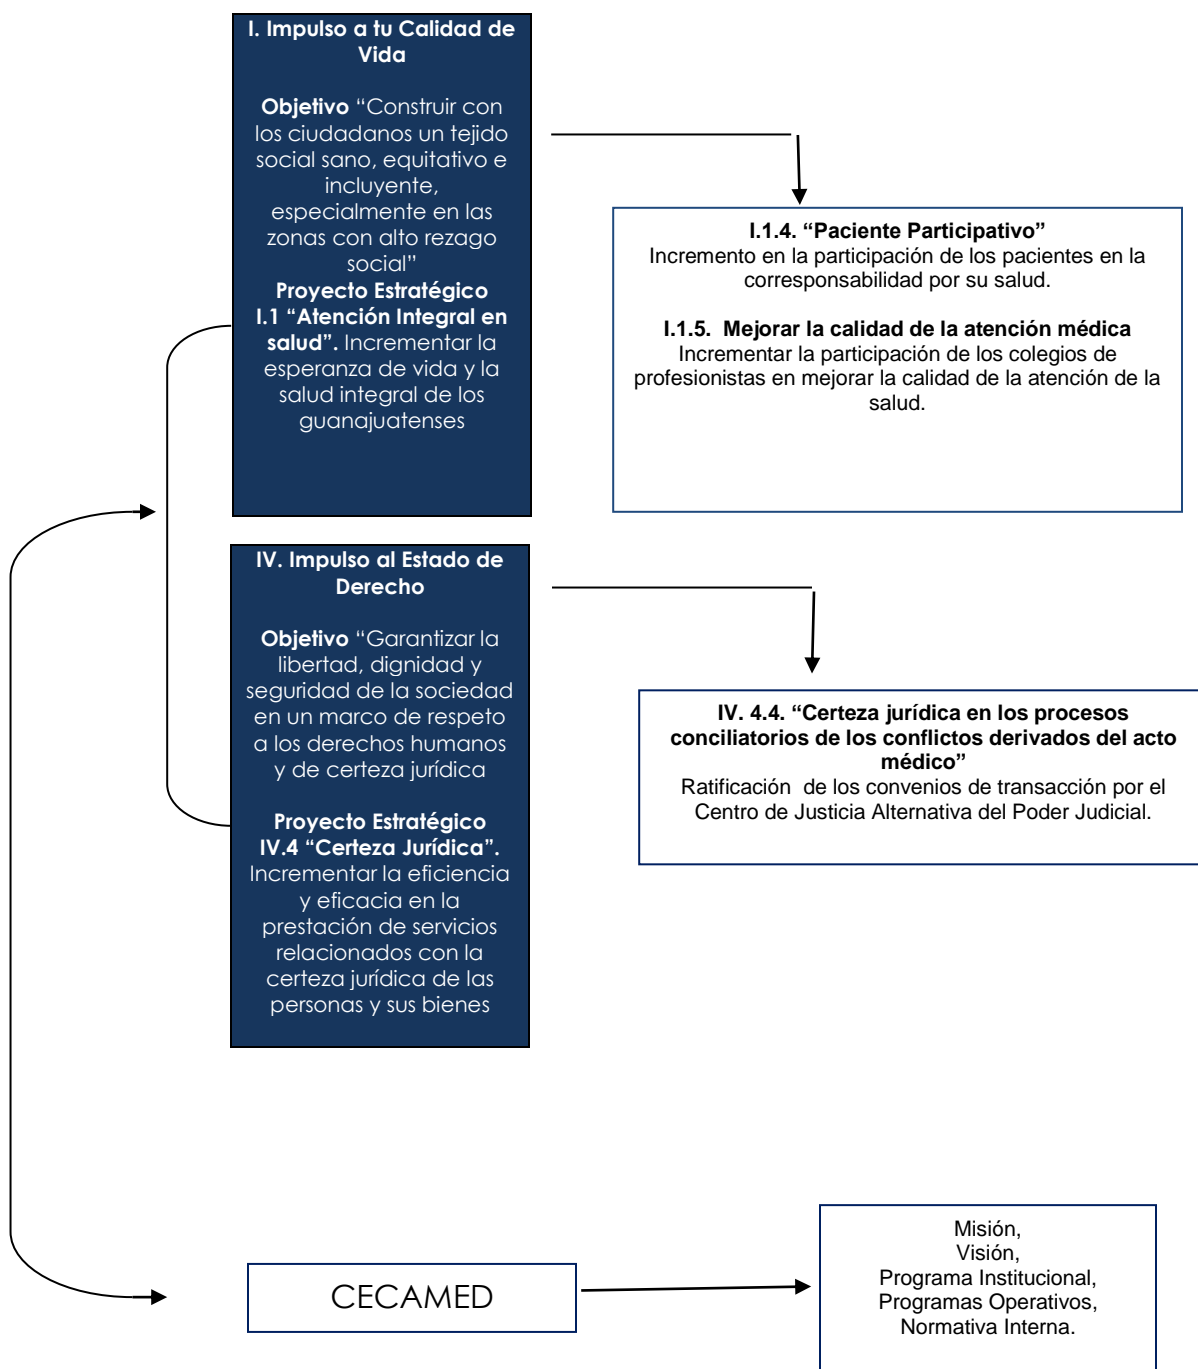 I. Impulso a tu Calidad de
Vida
Objetivo “Construir con
los ciudadanos un tejido
social sano, equitativo e
incluyente,
especialmente en las
zonas con alto rezago
social”
Proyecto Estratégico
I.1 “Atención Integral en
salud”. Incrementar la
esperanza de vida y la
salud integral de los
guanajuatenses
I.1.4. “Paciente Participativo”
Incremento en la participación de los pacientes en la
corresponsabilidad por su salud.
I.1.5.  Mejorar la calidad de la atención médica
Incrementar la participación de los colegios de
profesionistas en mejorar la calidad de la atención de la
salud.
IV. Impulso al Estado de
Derecho
Objetivo “Garantizar la
libertad, dignidad y
seguridad de la sociedad
en un marco de respeto
a los derechos humanos
y de certeza jurídica
Proyecto Estratégico
IV.4 “Certeza Jurídica”.
Incrementar la eficiencia
y eficacia en la
prestación de servicios
relacionados con la
certeza jurídica de las
personas y sus bienes
IV. 4.4. “Certeza jurídica en los procesos
conciliatorios de los conflictos derivados del acto
médico”
Ratificación  de los convenios de transacción por el
Centro de Justicia Alternativa del Poder Judicial.
CECAMED
Misión,
Visión,
Programa Institucional,
Programas Operativos,
Normativa Interna.